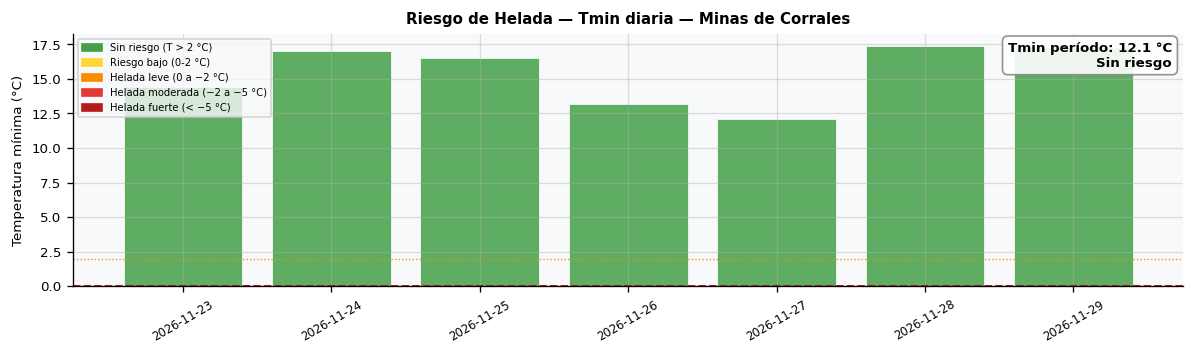 Riesgo de Helada — Tmin diaria — Minas de Corrales
Temperatura mínima (°C)
17.5
15.0
12.5
10.0
7.5
5.0
2.5
0.0
Sin riesgo (T > 2 °C)
Riesgo bajo (0-2 °C)
Helada leve (0 a −2 °C)
Helada moderada (−2 a −5 °C)
Helada fuerte (< −5 °C)
Tmin período: 12.1 °C
Sin riesgo
2026-11-23
2026-11-24
2026-11-25
2026-11-26
2026-11-27
2026-11-28
2026-11-29